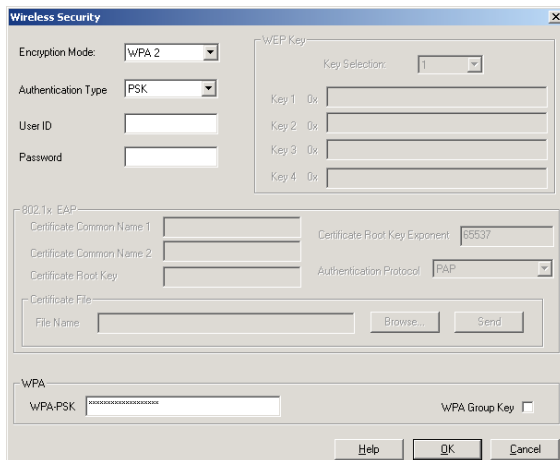 Wireless Security
Encryption Mode: WPA 2
Authentication Type PSK
User ID
Password
WEP Key
Key Selection: 1
Key 1 0x
Key 2 0x
Key 3 0x
Key 4 0x
802.1x EAP
Certificate Common Name 1
Certificate Common Name 2
Certificate Root Key
Certificate Root Key Exponent 65537
Authentication Protocol PAP
Certificate File
File Name Browse... Send
WPA
WPA-PSK xxxxxxxxxxxxxxxxxx WPA Group Key
Help OK Cancel